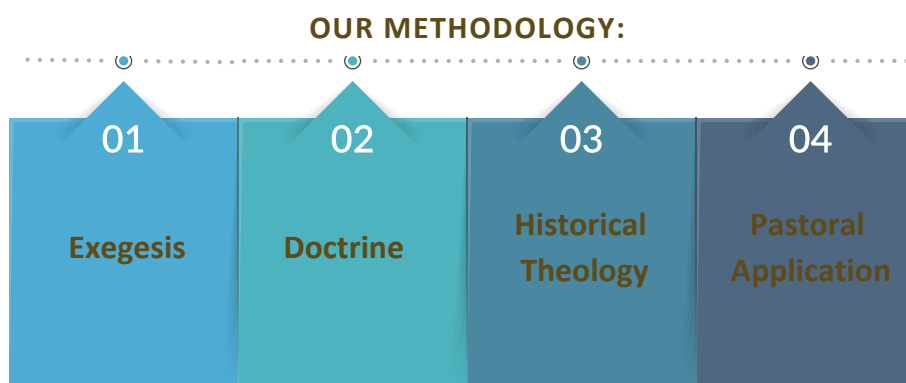 OUR METHODOLOGY:
01
Exegesis
02
Doctrine
03
Historical
Theology
04
Pastoral
Application